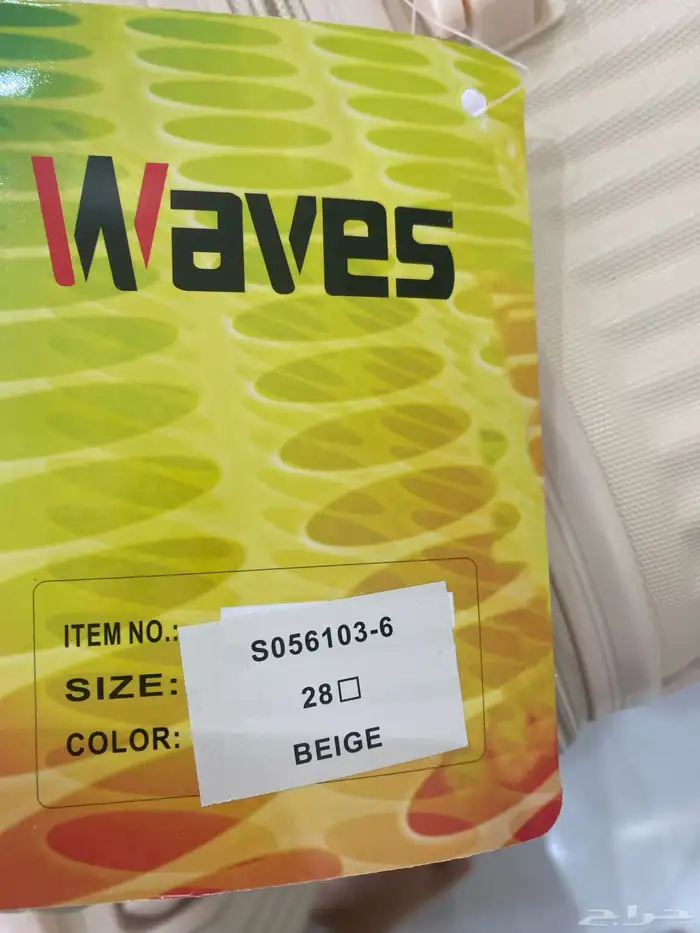 Waves
ITEM NO.: S056103-6
SIZE: 28□
COLOR: BEIGE
حراج